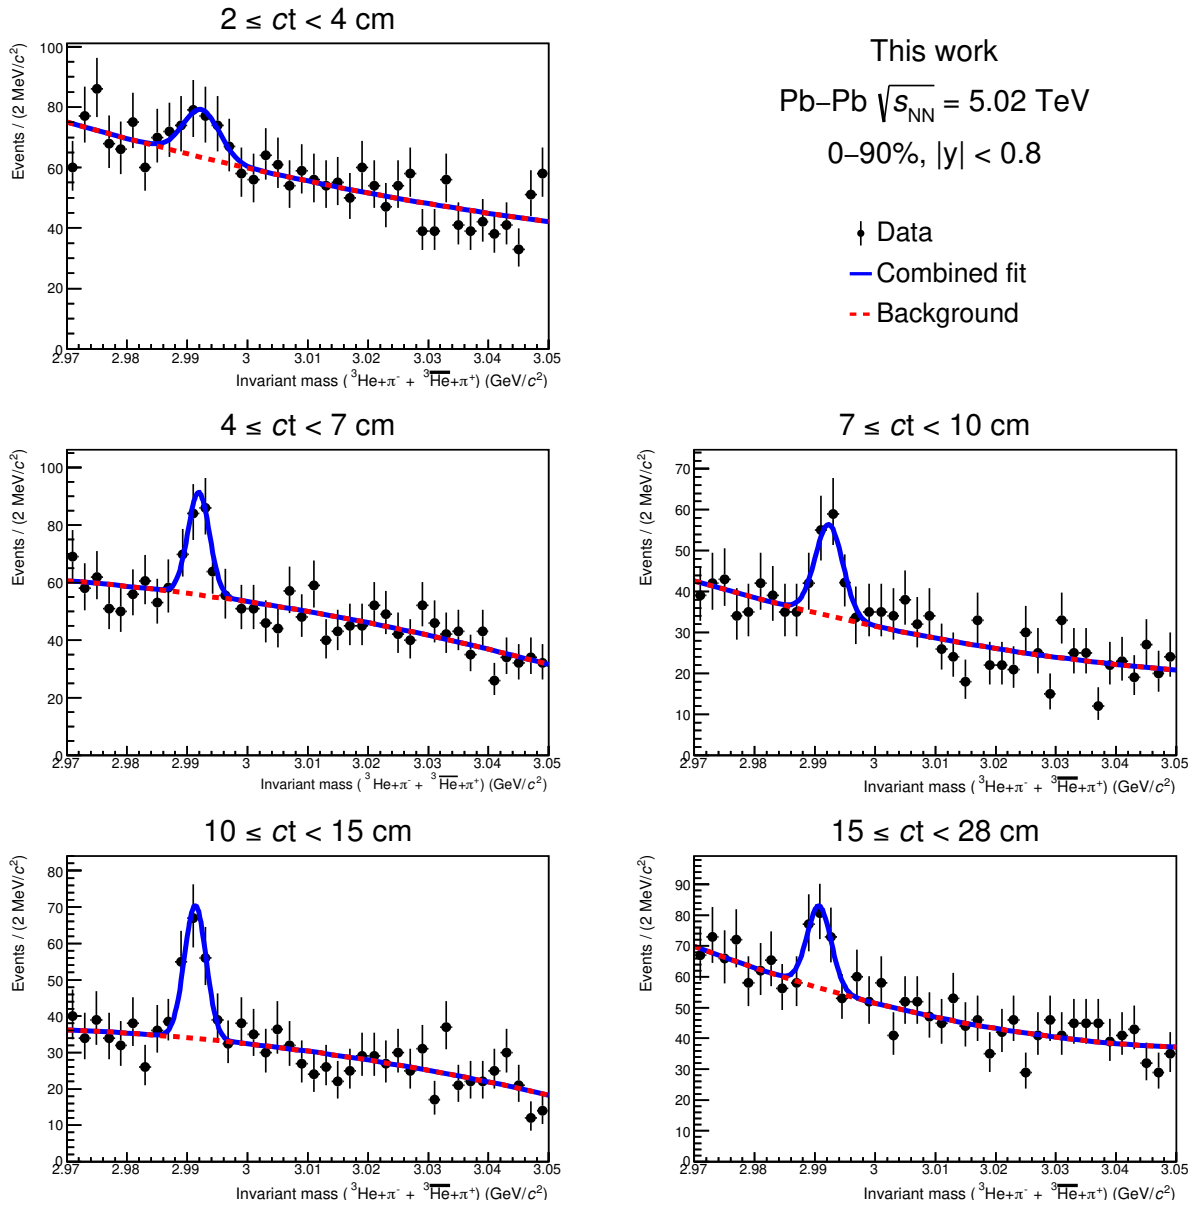 2 ≤ ct < 4 cm
Events / (2 MeV/c²)
100
80
60
40
20
0
2.97 2.98 2.99 3 3.01 3.02 3.03 3.04 3.05
Invariant mass (³He+π⁻ + ³H̅e̅+π⁺) (GeV/c²)
This work
Pb−Pb √sNN = 5.02 TeV
0−90%, |y| < 0.8
Data
Combined fit
Background
4 ≤ ct < 7 cm
Events / (2 MeV/c²)
100
80
60
40
20
0
2.97 2.98 2.99 3 3.01 3.02 3.03 3.04 3.05
Invariant mass (³He+π⁻ + ³H̅e̅+π⁺) (GeV/c²)
7 ≤ ct < 10 cm
Events / (2 MeV/c²)
70
60
50
40
30
20
10
0
2.97 2.98 2.99 3 3.01 3.02 3.03 3.04 3.05
Invariant mass (³He+π⁻ + ³H̅e̅+π⁺) (GeV/c²)
10 ≤ ct < 15 cm
Events / (2 MeV/c²)
80
70
60
50
40
30
20
10
0
2.97 2.98 2.99 3 3.01 3.02 3.03 3.04 3.05
Invariant mass (³He+π⁻ + ³H̅e̅+π⁺) (GeV/c²)
15 ≤ ct < 28 cm
Events / (2 MeV/c²)
90
80
70
60
50
40
30
20
10
0
2.97 2.98 2.99 3 3.01 3.02 3.03 3.04 3.05
Invariant mass (³He+π⁻ + ³H̅e̅+π⁺) (GeV/c²)